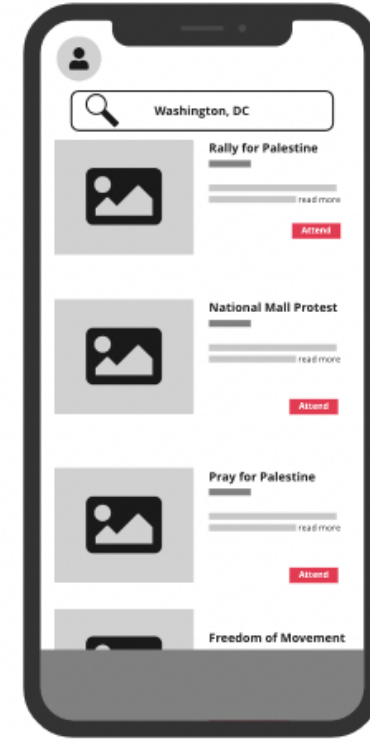 Washington, DC
Rally for Palestine
read more
Attend
National Mall Protest
read more
Attend
Pray for Palestine
read more
Attend
Freedom of Movement